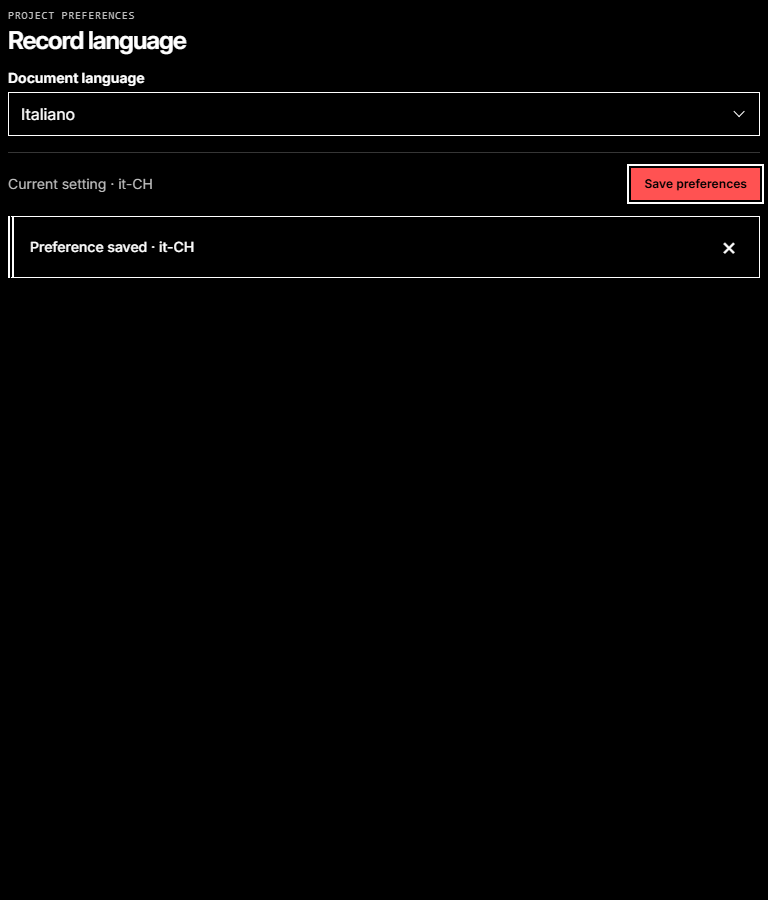 PROJECT PREFERENCES
Record language
Document language
Italiano
Current setting · it-CH
Save preferences
Preference saved · it-CH